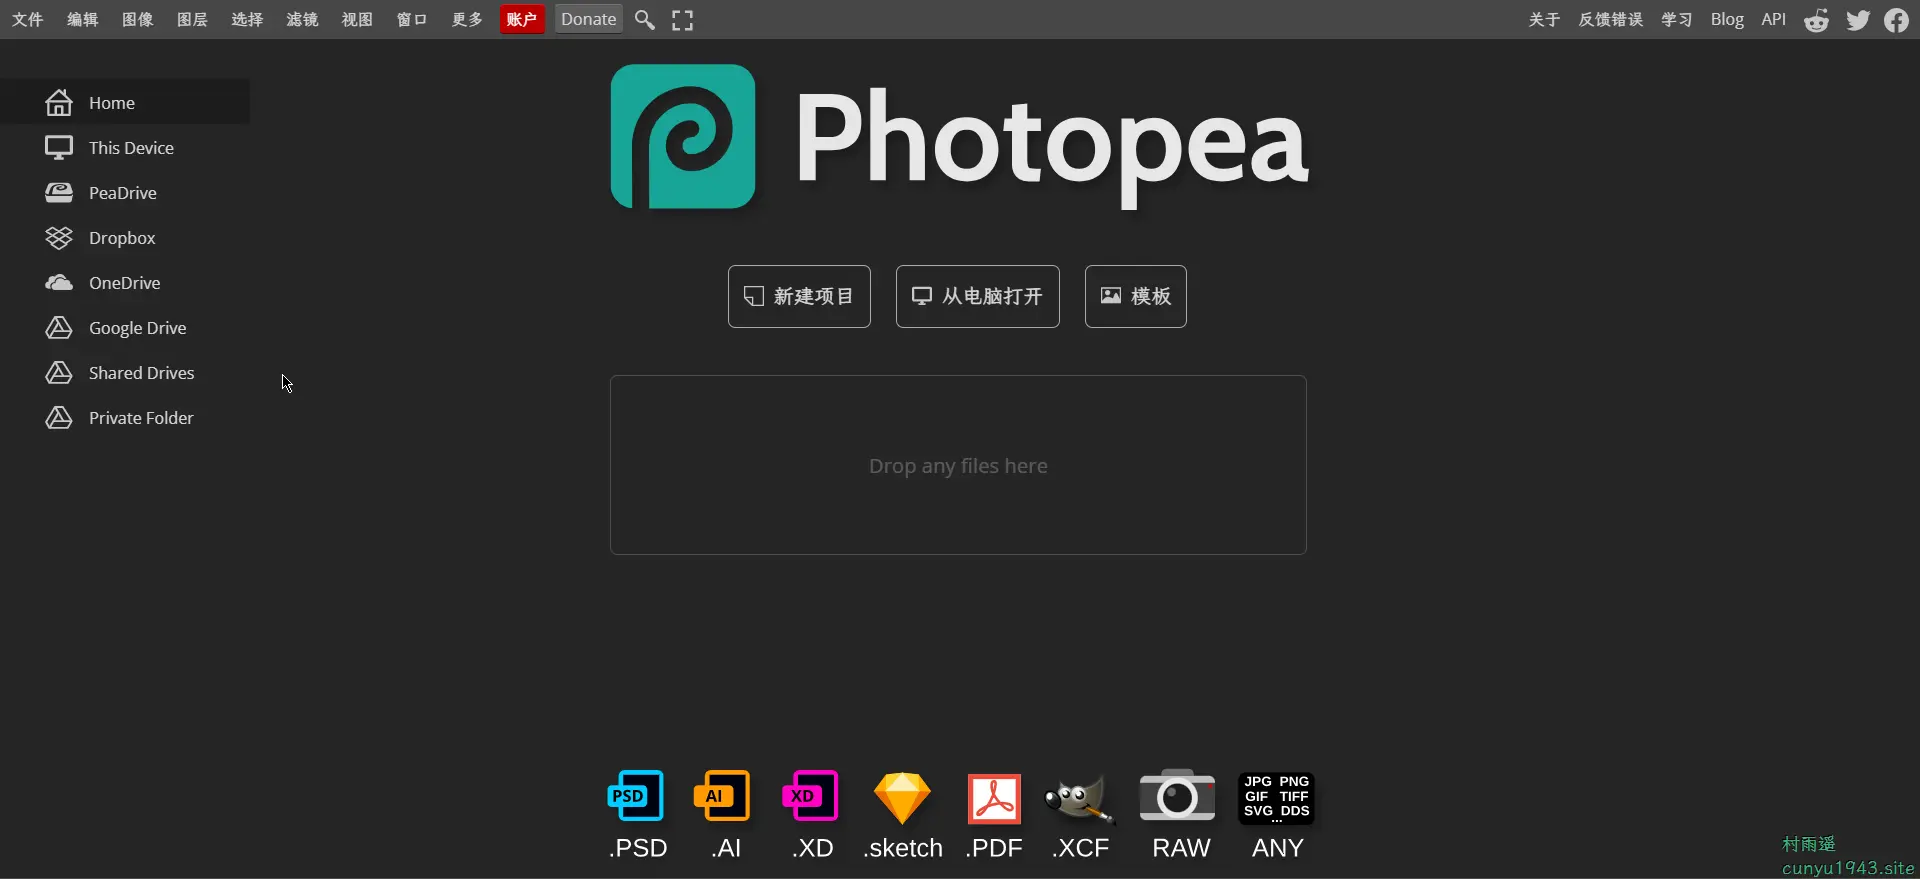 文件 编辑 图像 图层 选择 滤镜 视图 窗口 更多 账户 Donate 关于 反馈错误 学习 Blog API
Home
This Device
PeaDrive
Dropbox
OneDrive
Google Drive
Shared Drives
Private Folder
Photopea
新建项目 从电脑打开 模板
Drop any files here
PSD AI XD JPG PNG
GIF TIFF
SVG DDS
...
.PSD .AI .XD .sketch .PDF .XCF RAW ANY
村雨遥
cunyu1943.site